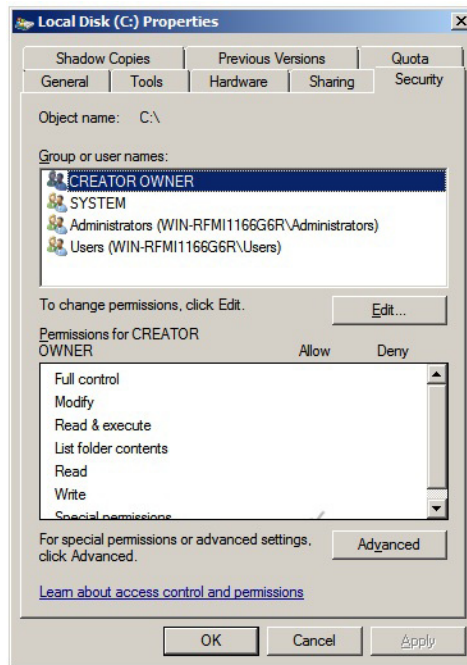 Local Disk (C:) Properties
Shadow Copies Previous Versions Quota
General Tools Hardware Sharing Security
Object name: C:\
Group or user names:
CREATOR OWNER
SYSTEM
Administrators (WIN-RFMI1166G6R\Administrators)
Users (WIN-RFMI1166G6R\Users)
To change permissions, click Edit.
Edit...
Permissions for CREATOR
OWNER Allow Deny
Full control
Modify
Read & execute
List folder contents
Read
Write
Special permissions
For special permissions or advanced settings,
click Advanced.
Advanced
Learn about access control and permissions
OK Cancel Apply